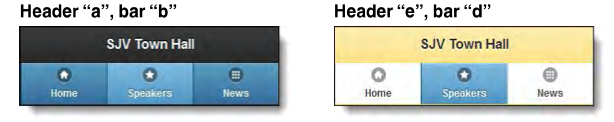 Header “a”, bar “b”
SJV Town Hall
Home Speakers News
Header “e”, bar “d”
SJV Town Hall
Home Speakers News